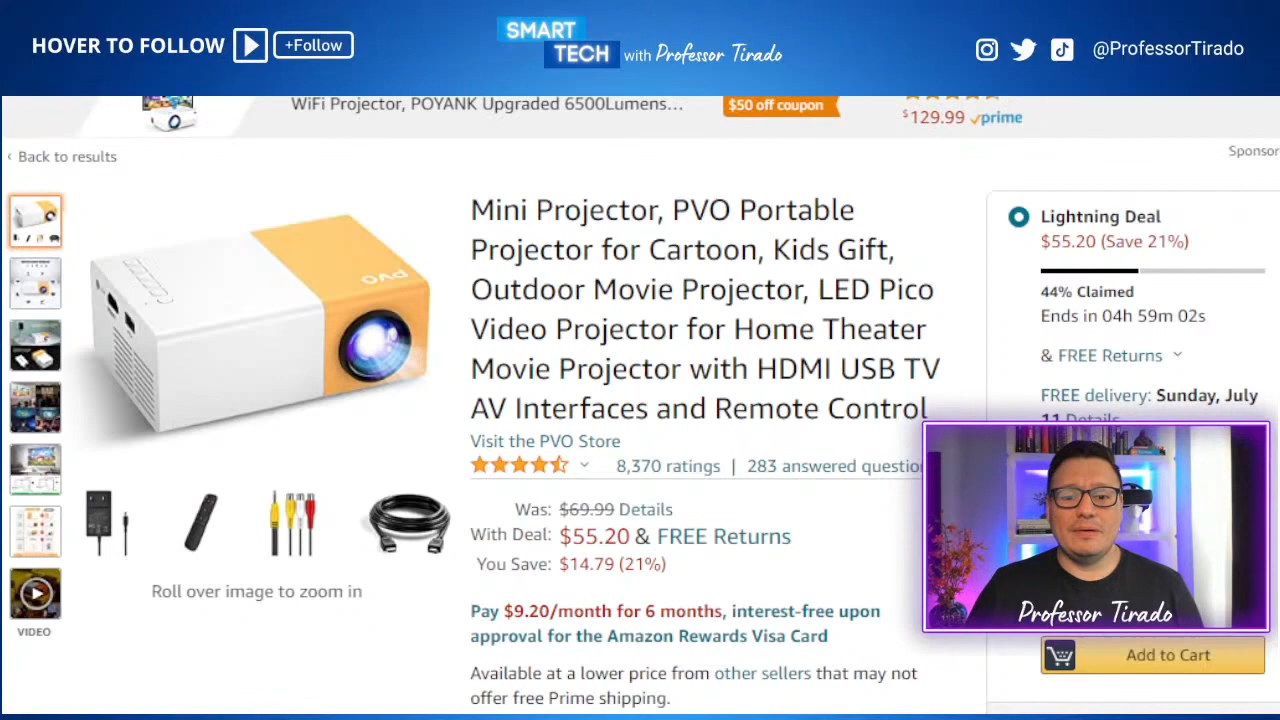 HOVER TO FOLLOW
+Follow
SMART
TECH
with Professor Tirado
@ProfessorTirado
WiFi Projector, POYANK Upgraded 6500Lumens...
$50 off coupon
$129.99 prime
‹ Back to results
Sponsor
Mini Projector, PVO Portable
Projector for Cartoon, Kids Gift,
Outdoor Movie Projector, LED Pico
Video Projector for Home Theater
Movie Projector with HDMI USB TV
AV Interfaces and Remote Control
Visit the PVO Store
8,370 ratings | 283 answered questio
Was: $69.99 Details
With Deal: $55.20 & FREE Returns
You Save: $14.79 (21%)
Pay $9.20/month for 6 months, interest-free upon
approval for the Amazon Rewards Visa Card
Available at a lower price from other sellers that may not
offer free Prime shipping.
PVO
Roll over image to zoom in
VIDEO
Lightning Deal
$55.20 (Save 21%)
44% Claimed
Ends in 04h 59m 02s
& FREE Returns
FREE delivery: Sunday, July
11 Details
Professor Tirado
Add to Cart